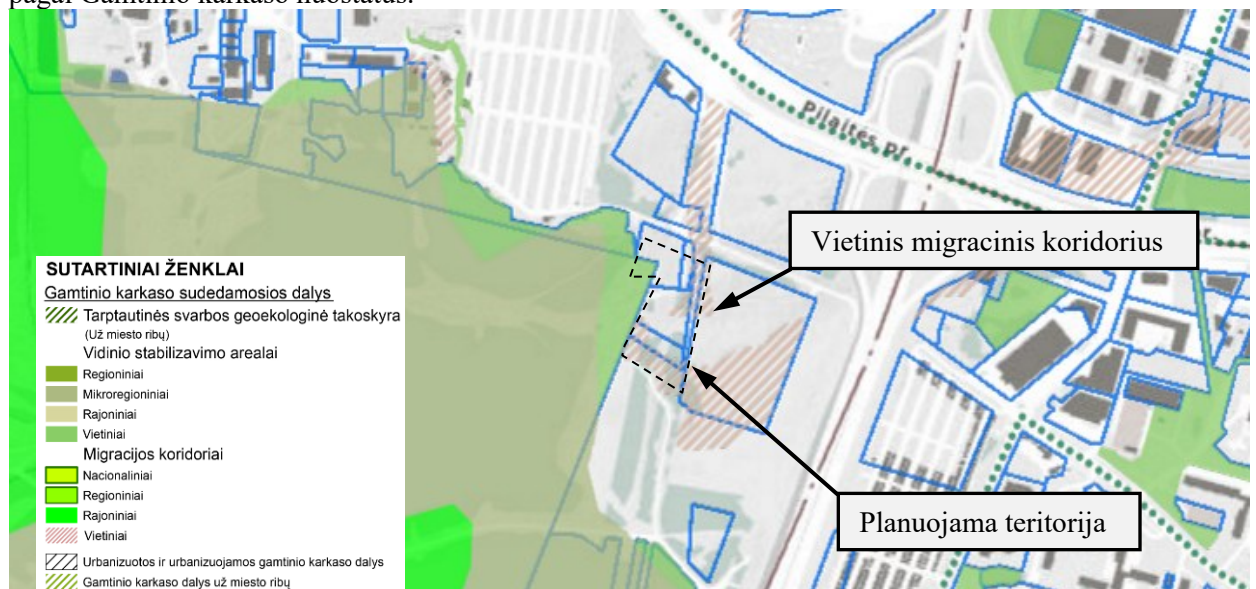 pagal Gamtinio karkaso nuostatus.
Pilaitės pr.
Vietinis migracinis koridorius
pr.
SUTARTINIAI ŽENKLAI
Gamtinio karkaso sudedamosios dalys
Tarptautinės svarbos geoekologinė takoskyra
(Už miesto ribų)
Vidinio stabilizavimo arealai
Regioniniai
Mikroregioniniai
Rajoniniai
Vietiniai
Migracijos koridoriai
Nacionaliniai
Regioniniai
Rajoniniai
Vietiniai
Urbanizuotos ir urbanizuojamos gamtinio karkaso dalys
Gamtinio karkaso dalys už miesto ribų
Planuojama teritorija